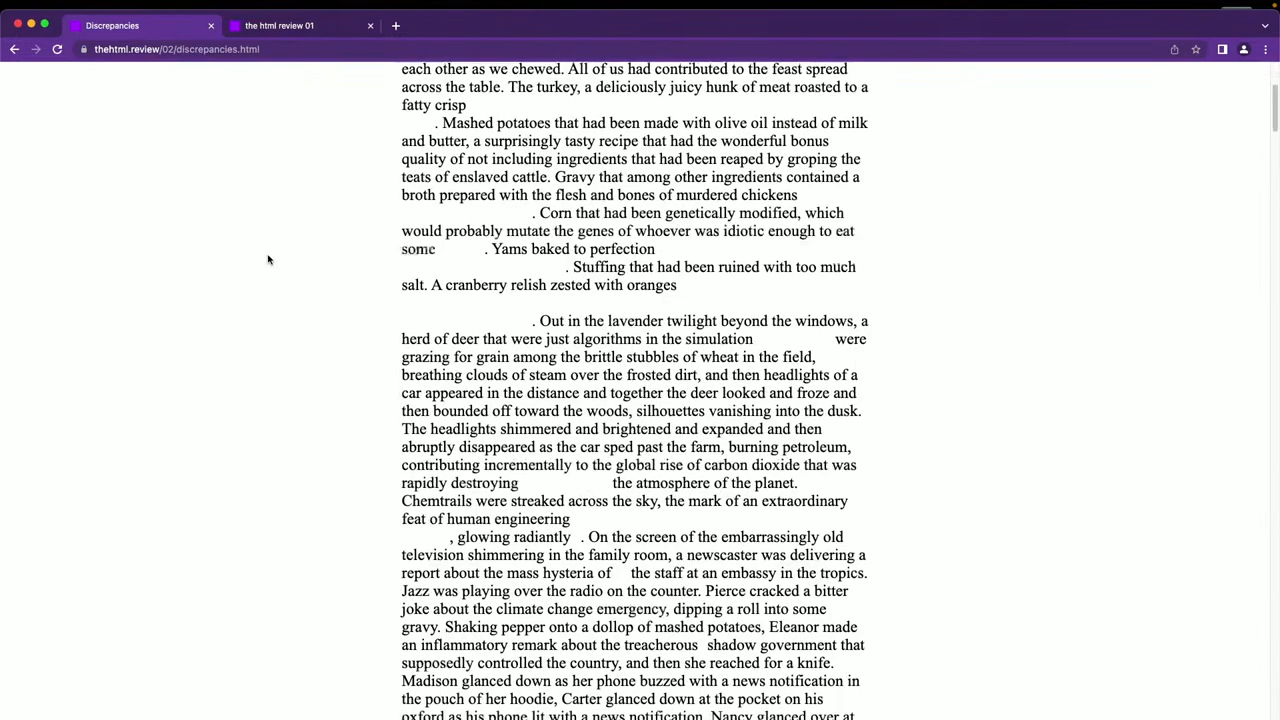 Discrepancies
the html review 01
thehtml.review/02/discrepancies.html
each other as we chewed. All of us had contributed to the feast spread
across the table. The turkey, a deliciously juicy hunk of meat roasted to a
fatty crisp
. Mashed potatoes that had been made with olive oil instead of milk
and butter, a surprisingly tasty recipe that had the wonderful bonus
quality of not including ingredients that had been reaped by groping the
teats of enslaved cattle. Gravy that among other ingredients contained a
broth prepared with the flesh and bones of murdered chickens
. Corn that had been genetically modified, which
would probably mutate the genes of whoever was idiotic enough to eat
some . Yams baked to perfection
. Stuffing that had been ruined with too much
salt. A cranberry relish zested with oranges
. Out in the lavender twilight beyond the windows, a
herd of deer that were just algorithms in the simulation were
grazing for grain among the brittle stubbles of wheat in the field,
breathing clouds of steam over the frosted dirt, and then headlights of a
car appeared in the distance and together the deer looked and froze and
then bounded off toward the woods, silhouettes vanishing into the dusk.
The headlights shimmered and brightened and expanded and then
abruptly disappeared as the car sped past the farm, burning petroleum,
contributing incrementally to the global rise of carbon dioxide that was
rapidly destroying the atmosphere of the planet.
Chemtrails were streaked across the sky, the mark of an extraordinary
feat of human engineering
, glowing radiantly . On the screen of the embarrassingly old
television shimmering in the family room, a newscaster was delivering a
report about the mass hysteria of the staff at an embassy in the tropics.
Jazz was playing over the radio on the counter. Pierce cracked a bitter
joke about the climate change emergency, dipping a roll into some
gravy. Shaking pepper onto a dollop of mashed potatoes, Eleanor made
an inflammatory remark about the treacherous shadow government that
supposedly controlled the country, and then she reached for a knife.
Madison glanced down as her phone buzzed with a news notification in
the pouch of her hoodie, Carter glanced down at the pocket on his
oxford as his phone lit with a news notification, Nancy glanced over at